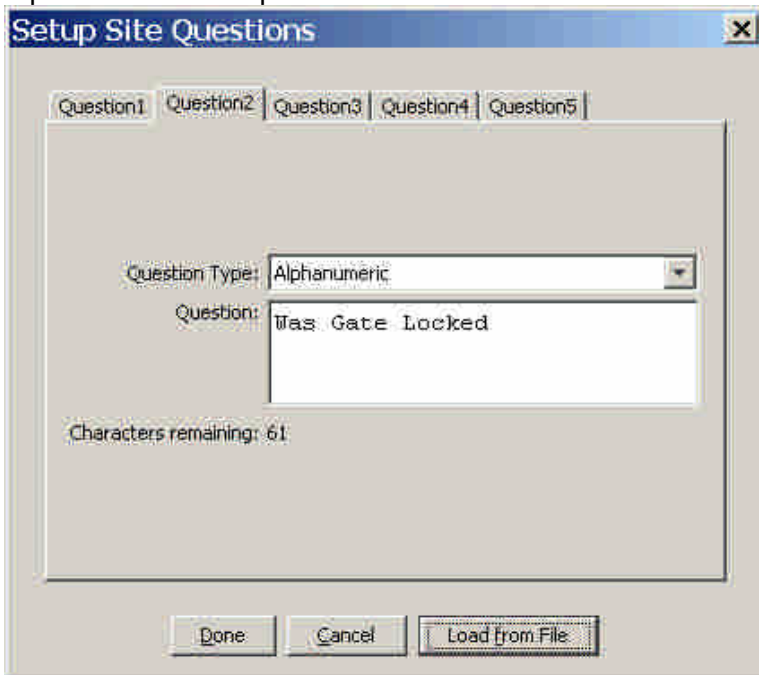 Setup Site Questions
Question1 Question2 Question3 Question4 Question5
Question Type: Alphanumeric
Question: Was Gate Locked
Characters remaining: 61
Done Cancel Load from File